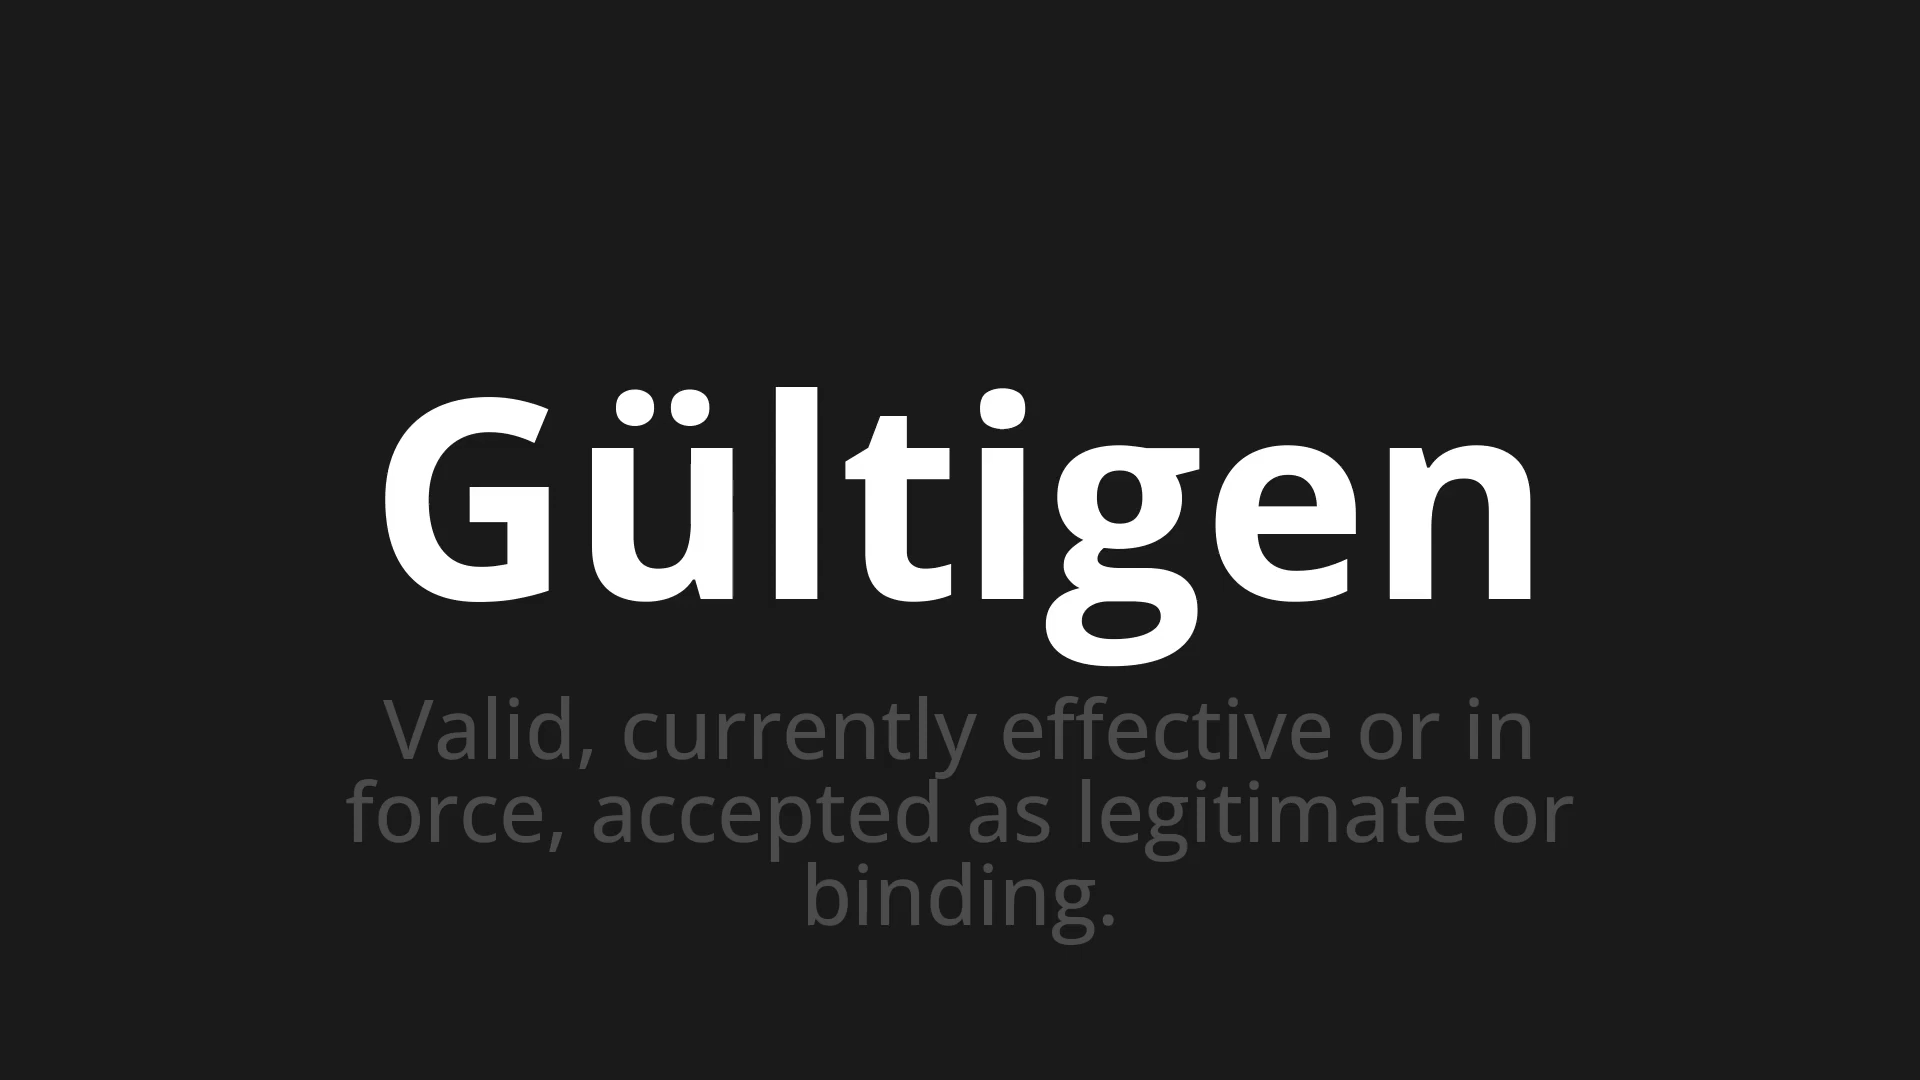 Gültigen
Valid, currently effective or in
force, accepted as legitimate or
binding.